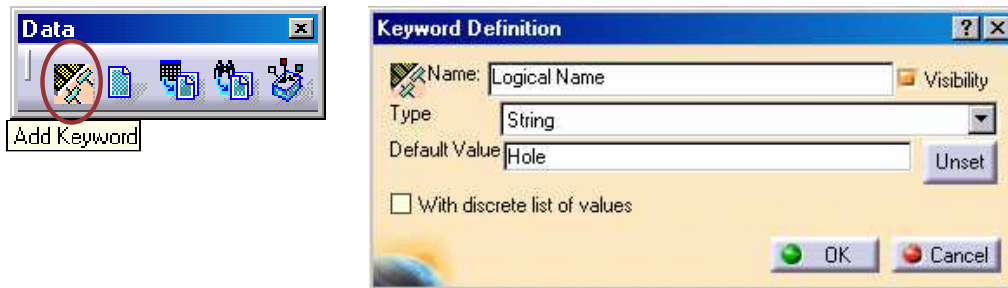 Data
Add Keyword
Keyword Definition
Name: Logical Name
Visibility
Type String
Default Value Hole
Unset
With discrete list of values
OK Cancel